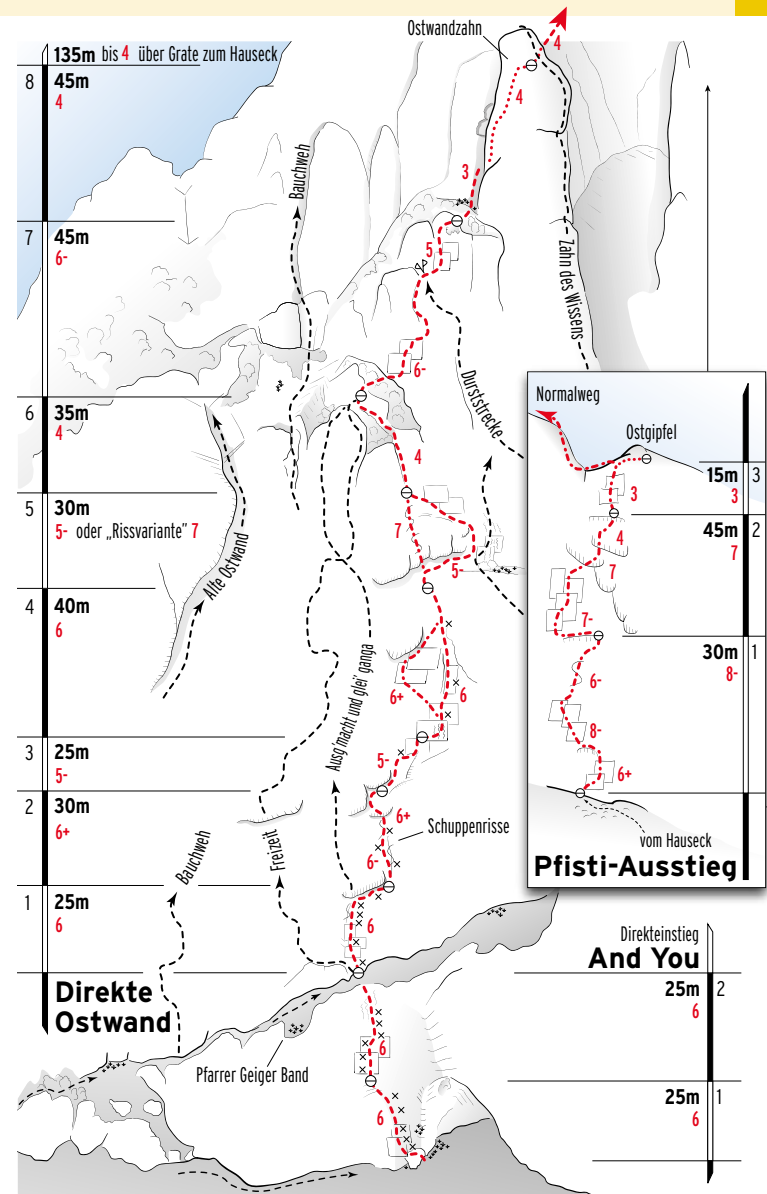 135m bis 4 über Grate zum Hauseck
8 45m
4
7 45m
6-
6 35m
4
5 30m
5- oder „Rissvariante" 7
4 40m
6
3 25m
5-
2 30m
6+
1 25m
6
Direkte
Ostwand
Ostwandzahn
4
4
3
5
6-
4
7
5-
6+
6
5-
6+
6-
6
6
6
Bauchweh
Zahn des Wissens
Durststrecke
Alte Ostwand
Ausg'macht und glei' ganga
Schuppenrisse
Bauchweh
Freizeit
Pfarrer Geiger Band
Normalweg
Ostgipfel
3
4
7
7-
6-
8-
6+
15m 3
3
45m 2
7
30m 1
8-
vom Hauseck
Pfisti-Ausstieg
Direkteinstieg
And You
25m 2
6
25m 1
6